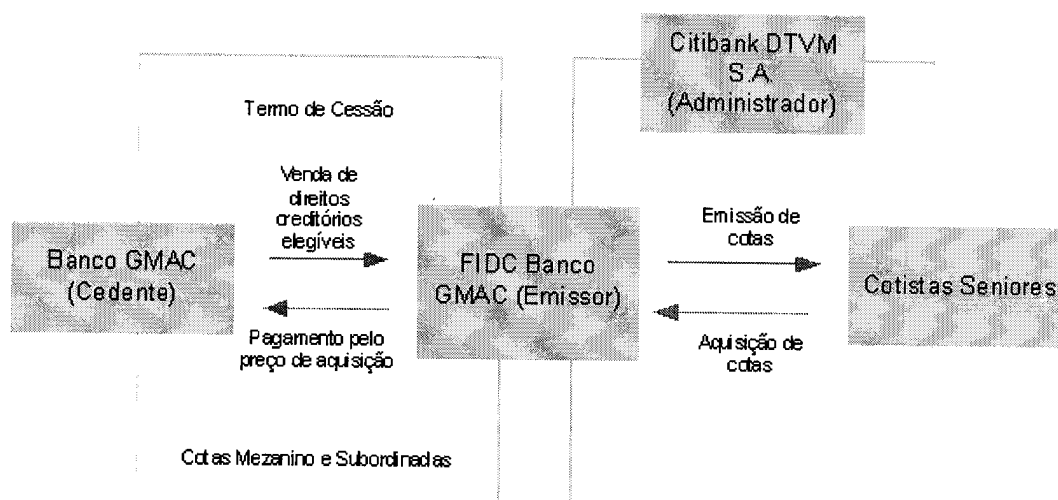 Citibank DTVM
S.A.
(Administrador)
Termo de Cessão
Venda de
direitos
creditórios
elegíveis
Emissão de
cotas
Banco GMAC
(Cedente)
FIDC Banco
GMAC (Emissor)
Cotistas Seniores
Pagamento pelo
preço de aquisição
Aquisição de
cotas
Cotas Mezanino e Subordinadas